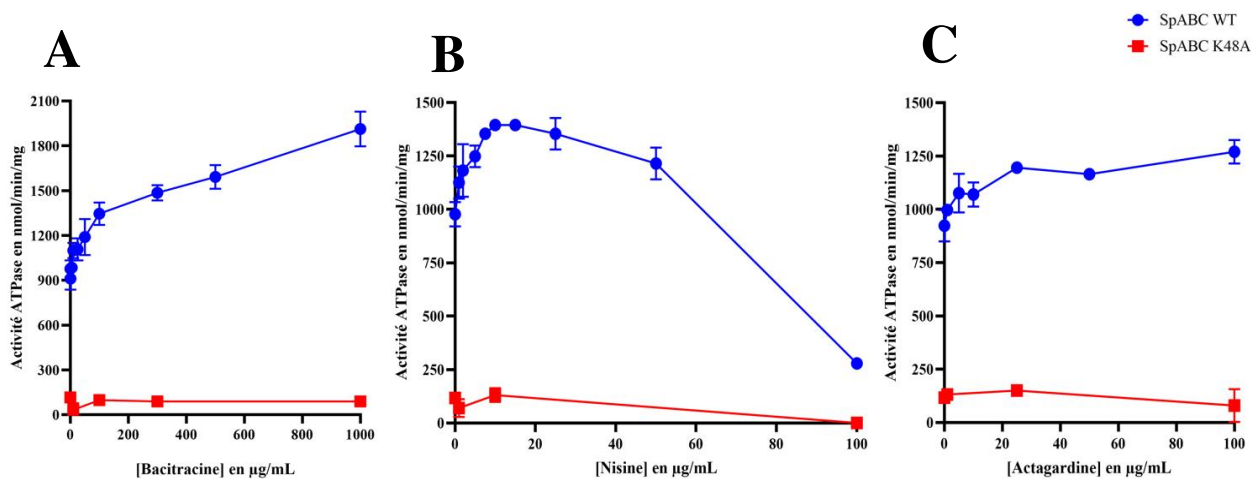 SpABC WT
SpABC K48A
A
B
C
Activité ATPase en nmol/min/mg
2100
1800
1500
1200
900
600
300
0
0 200 400 600 800 1000
[Bacitracine] en µg/mL
Activité ATPase en nmol/min/mg
1500
1250
1000
750
500
250
0
0 20 40 60 80 100
[Nisine] en µg/mL
Activité ATPase en nmol/min/mg
1500
1250
1000
750
500
250
0
0 20 40 60 80 100
[Actagardine] en µg/mL